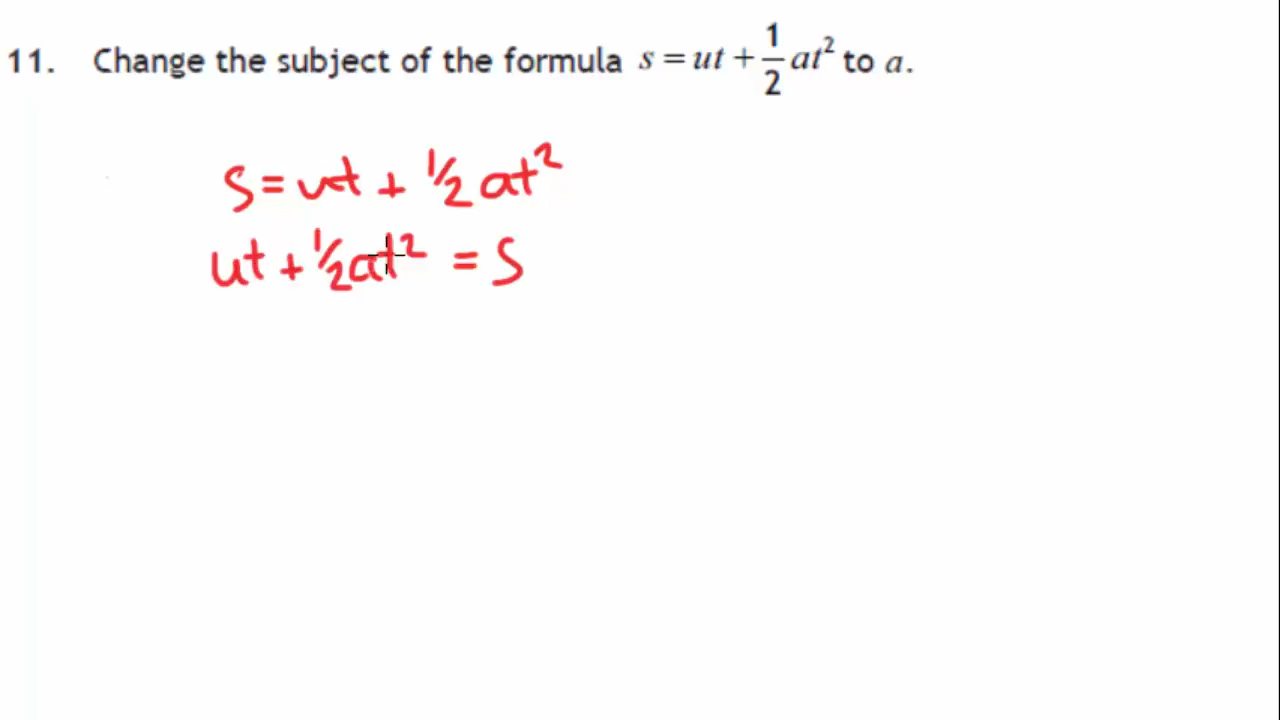 11. Change the subject of the formula s = ut + 1/2 at² to a.
s = ut + 1/2 at²
ut + 1/2 at² = s